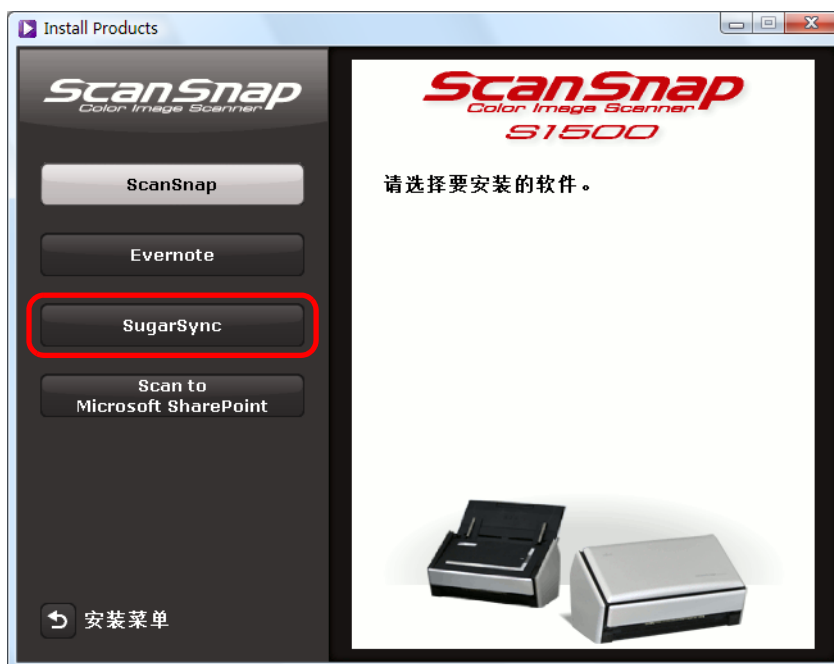 Install Products
ScanSnap
Color Image Scanner
ScanSnap
Evernote
SugarSync
Scan to
Microsoft SharePoint
安装菜单
ScanSnap
Color Image Scanner
S1500
请选择要安装的软件。